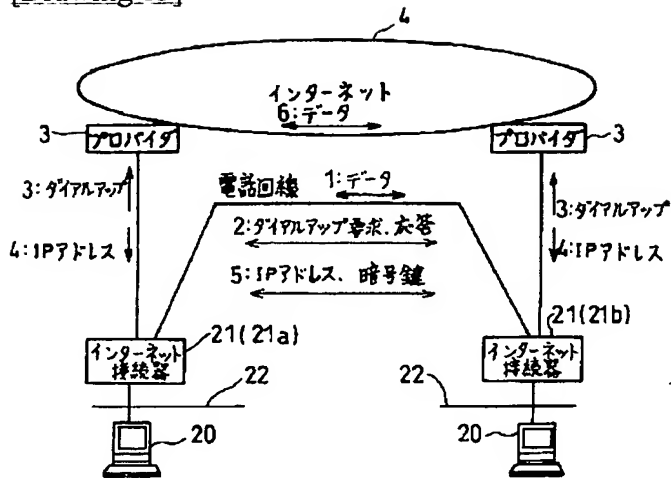 4
インターネット
6:データ
3 プロバイタ
プロバイタ 3
電話回線
1:データ
3:ダイアルアップ
2:ダイアルアップ要求、応答
3:ダイアルアップ
4:IPアドレス
4:IPアドレス
5:IPアドレス、暗号鍵
21(21a)
21(21b)
インターネット
接続器
インターネット
接続器
22
22
20
20